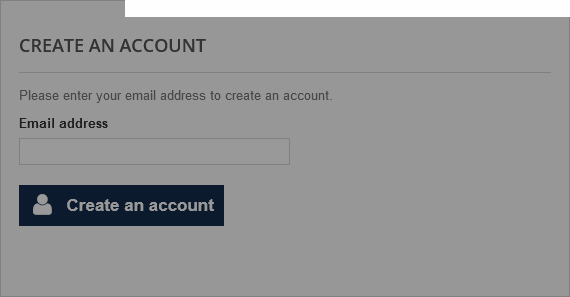 CREATE AN ACCOUNT
Please enter your email address to create an account.
Email address
Create an account